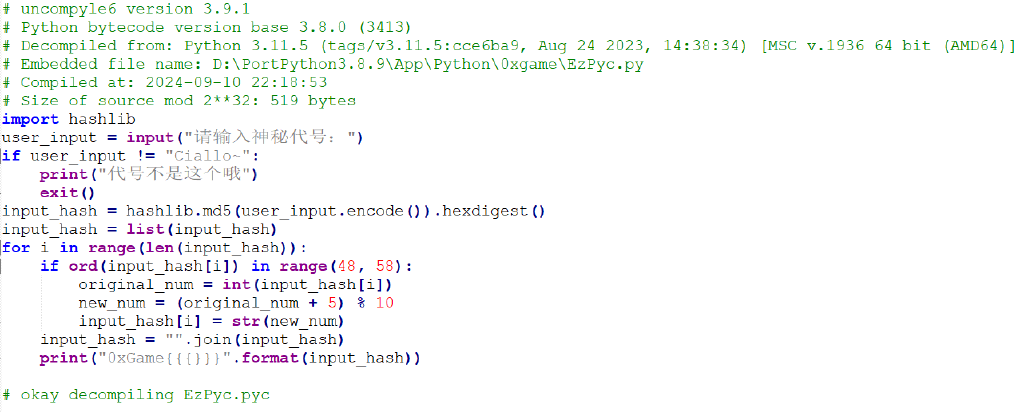 # uncompyle6 version 3.9.1
# Python bytecode version base 3.8.0 (3413)
# Decompiled from: Python 3.11.5 (tags/v3.11.5:cce6ba9, Aug 24 2023, 14:38:34) [MSC v.1936 64 bit (AMD64)]
# Embedded file name: D:\PortPython3.8.9\App\Python\0xgame\EzPyc.py
# Compiled at: 2024-09-10 22:18:53
# Size of source mod 2**32: 519 bytes
import hashlib
user_input = input("请输入神秘代号: ")
if user_input != "Ciallo~":
    print("代号不是这个哦")
    exit()
input_hash = hashlib.md5(user_input.encode()).hexdigest()
input_hash = list(input_hash)
for i in range(len(input_hash)):
    if ord(input_hash[i]) in range(48, 58):
        original_num = int(input_hash[i])
        new_num = (original_num + 5) % 10
        input_hash[i] = str(new_num)
    input_hash = "".join(input_hash)
    print("0xGame{{{}}}".format(input_hash))
# okay decompiling EzPyc.pyc